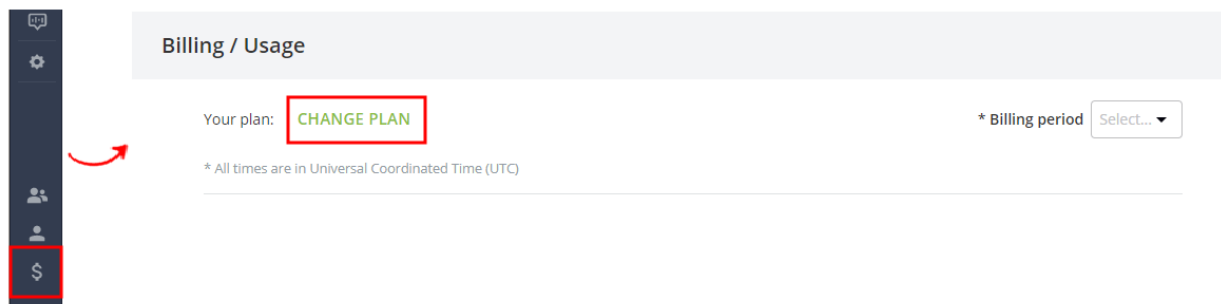 Billing / Usage
Your plan: CHANGE PLAN
* Billing period Select...
* All times are in Universal Coordinated Time (UTC)
$